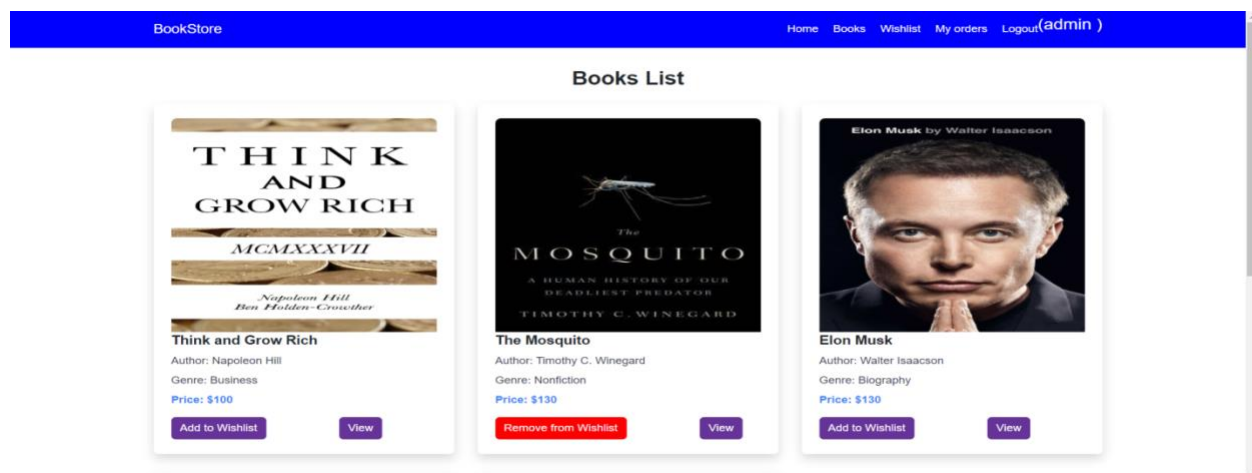 BookStore
Home Books Wishlist My orders Logout(admin )
Books List
THINK
AND
GROW RICH
MCMXXXVII
Napoleon Hill
Ben Holden-Crowther
Think and Grow Rich
Author: Napoleon Hill
Genre: Business
Price: $100
Add to Wishlist View
The
MOSQUITO
A HUMAN HISTORY OF OUR
DEADLIEST PREDATOR
TIMOTHY C. WINEGARD
The Mosquito
Author: Timothy C. Winegard
Genre: Nonfiction
Price: $130
Remove from Wishlist View
Elon Musk by Walter Isaacson
Elon Musk
Author: Walter Isaacson
Genre: Biography
Price: $130
Add to Wishlist View